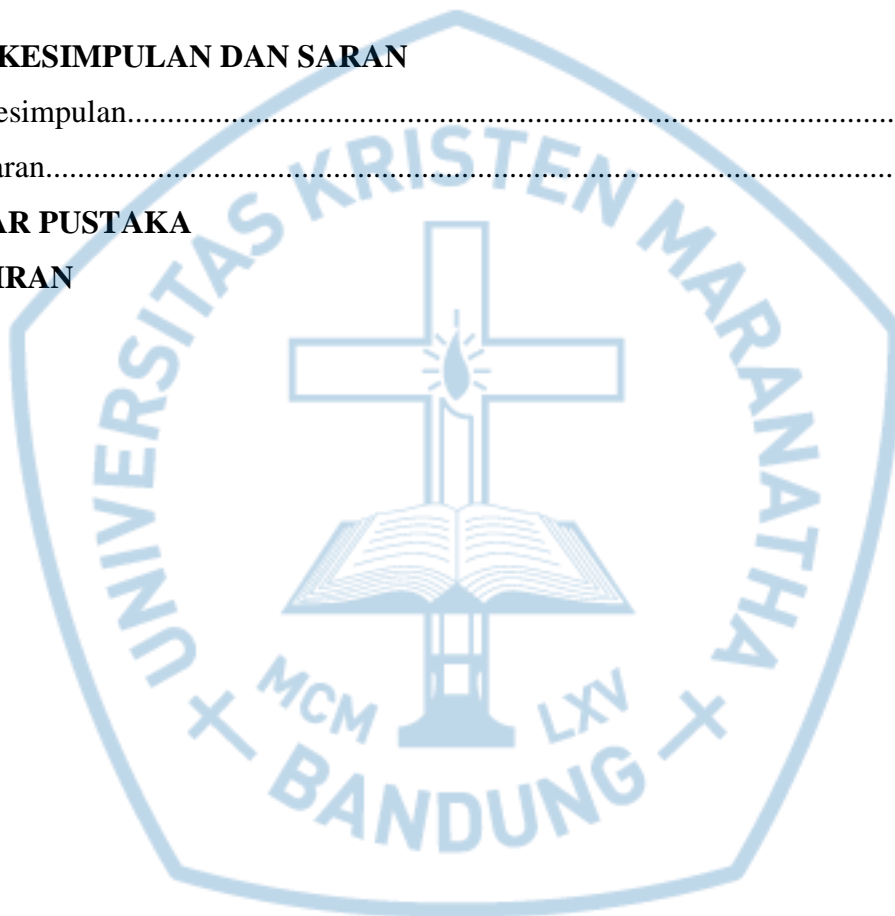 KESIMPULAN DAN SARAN
esimpulan...........................................................................................................
aran.....................................................................................................................
AR PUSTAKA
IRAN
UNIVERSITAS KRISTEN MARANATHA
MCM LXV
BANDUNG